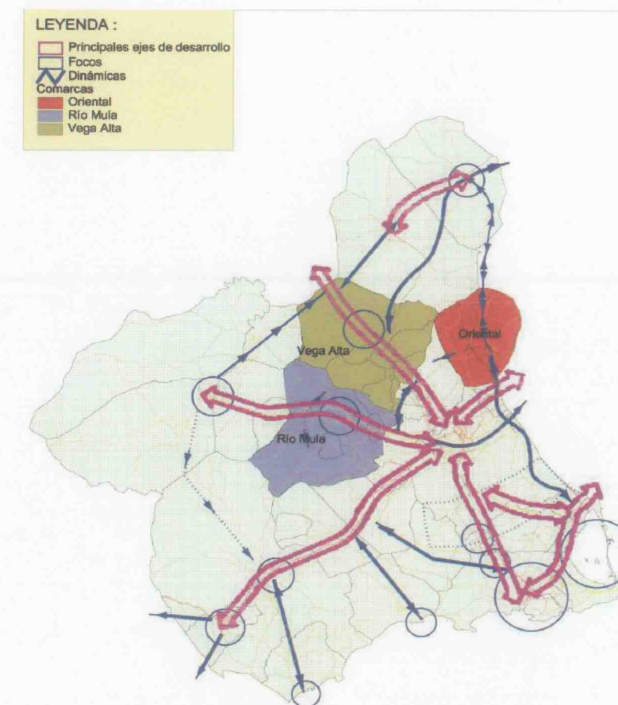 LEYENDA :
Principales ejes de desarrollo
Focos
Dinámicas
Comarcas
Oriental
Río Mula
Vega Alta
Oriental
Vega Alta
Río Mula